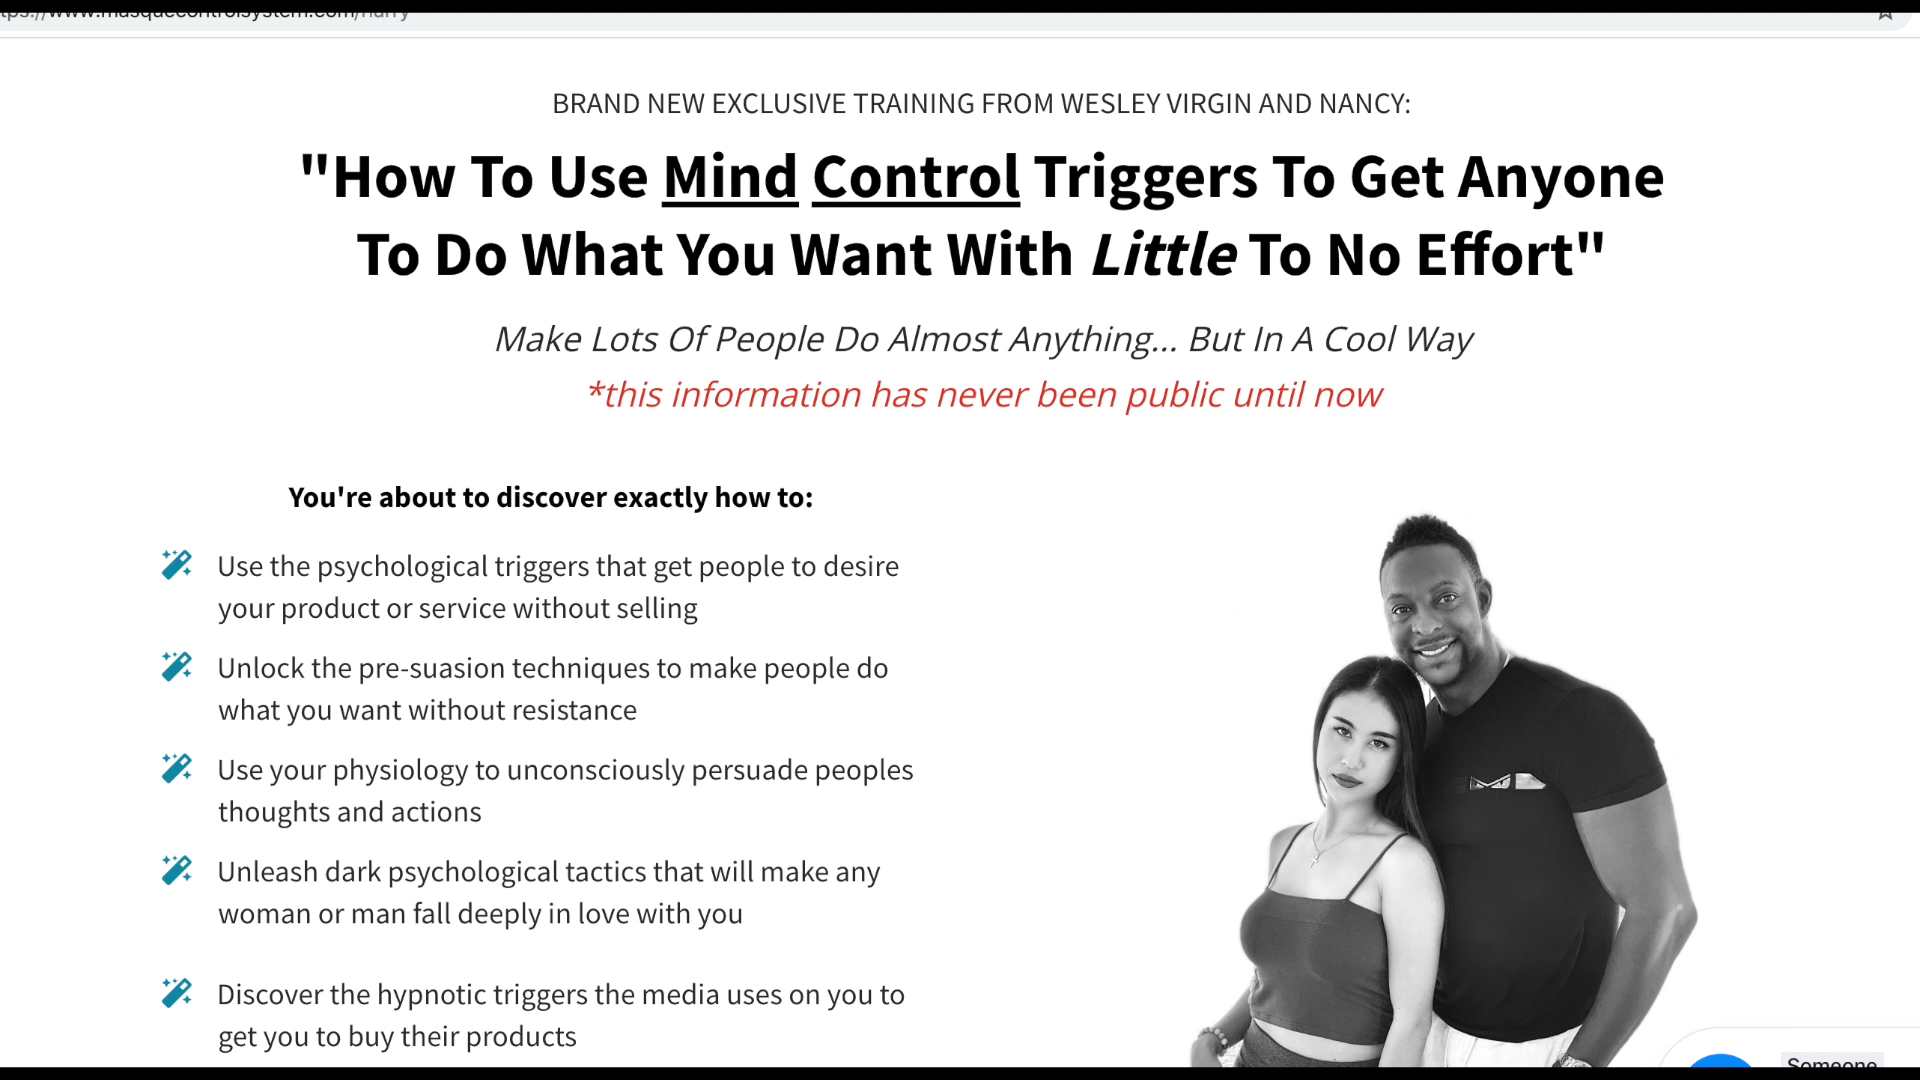 www.masquecontrolsystem.com/
BRAND NEW EXCLUSIVE TRAINING FROM WESLEY VIRGIN AND NANCY:
"How To Use Mind Control Triggers To Get Anyone
To Do What You Want With Little To No Effort"
Make Lots Of People Do Almost Anything... But In A Cool Way
*this information has never been public until now
You're about to discover exactly how to:
Use the psychological triggers that get people to desire
your product or service without selling
Unlock the pre-suasion techniques to make people do
what you want without resistance
Use your physiology to unconsciously persuade peoples
thoughts and actions
Unleash dark psychological tactics that will make any
woman or man fall deeply in love with you
Discover the hypnotic triggers the media uses on you to
get you to buy their products
Someone